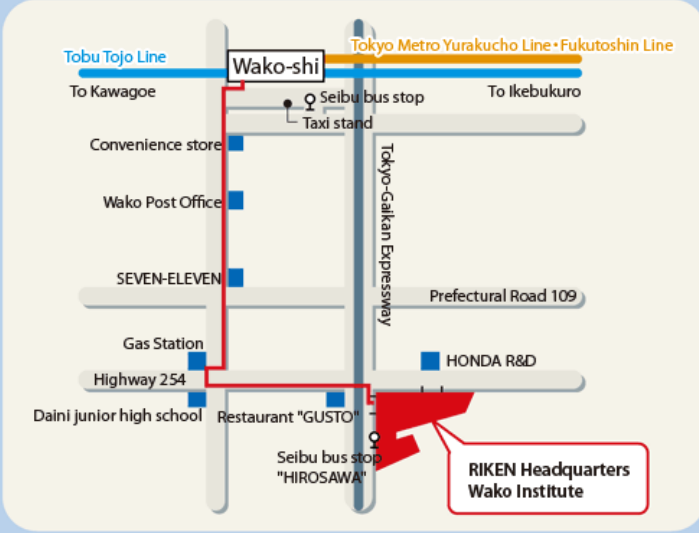 Tokyo Metro Yurakucho Line・Fukutoshin Line
Tobu Tojo Line
Wako-shi
To Kawagoe
To Ikebukuro
Seibu bus stop
Taxi stand
Convenience store
Tokyo-Gaikan Expressway
Wako Post Office
SEVEN-ELEVEN
Prefectural Road 109
Gas Station
HONDA R&D
Highway 254
Daini junior high school
Restaurant "GUSTO"
Seibu bus stop
"HIROSAWA"
RIKEN Headquarters
Wako Institute